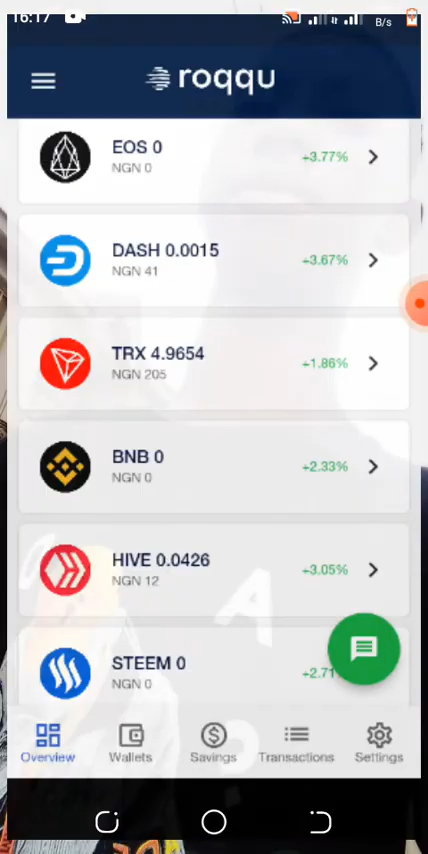 16:17
B/s
roqqu
EOS 0
NGN 0
+3.77%
DASH 0.0015
NGN 41
+3.67%
TRX 4.9654
NGN 205
+1.86%
BNB 0
NGN 0
+2.33%
HIVE 0.0426
NGN 12
+3.05%
STEEM 0
NGN 0
+2.71
Overview
Wallets
Savings
Transactions
Settings